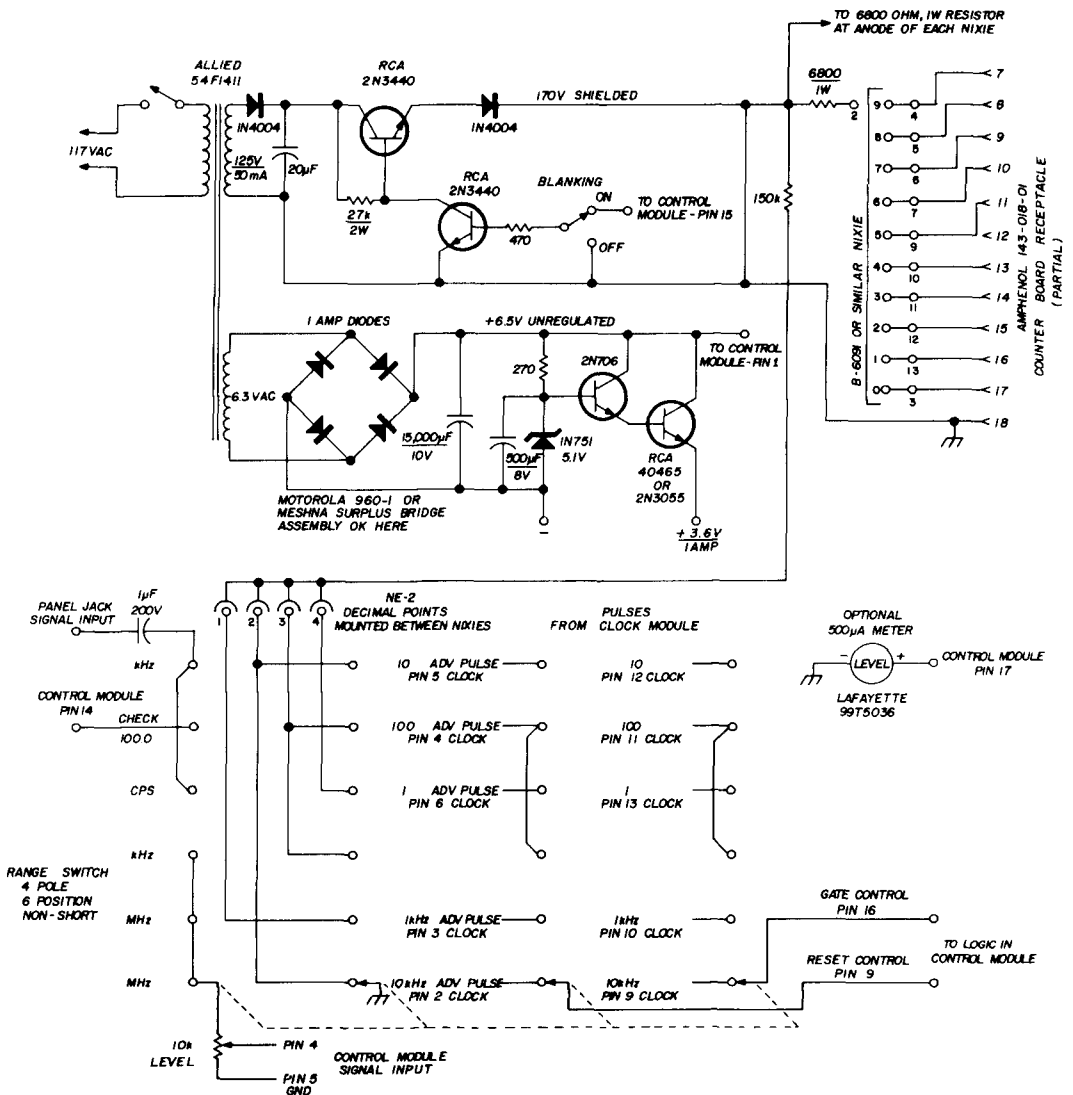 TO 6800 OHM, 1W RESISTOR
AT ANODE OF EACH NIXIE
ALLIED
54F1411
RCA
2N3440
6800
1W
1N4004
170V SHIELDED
1N4004
117VAC
125V
50mA
20µF
27k
2W
RCA
2N3440
BLANKING
ON
TO CONTROL
MODULE-PIN 15
470
OFF
150k
2
9
4
7
8
5
8
7
6
9
6
7
10
5
9
11
12
4
10
13
3
11
14
2
12
15
1
13
16
0
3
17
18
B-6091 OR SIMILAR NIXIE
AMPHENOL 143-018-01
COUNTER BOARD RECEPTACLE
(PARTIAL)
1 AMP DIODES
+6.5V UNREGULATED
TO CONTROL
MODULE-PIN 1
6.3VAC
270
2N706
15,000µF
10V
500µF
8V
1N751
5.1V
RCA
40465
OR
2N3055
MOTOROLA 960-1 OR
MESHNA SURPLUS BRIDGE
ASSEMBLY OK HERE
–
+ 3.6V
1AMP
1µF
200V
PANEL JACK
SIGNAL INPUT
1
2
3
4
NE-2
DECIMAL POINTS
MOUNTED BETWEEN NIXIES
PULSES
FROM CLOCK MODULE
OPTIONAL
500µA METER
- LEVEL +
CONTROL MODULE
PIN 17
LAFAYETTE
99T5036
kHz
10 ADV PULSE
PIN 5 CLOCK
10
PIN 12 CLOCK
CONTROL MODULE
PIN 14
CHECK
100.0
100 ADV PULSE
PIN 4 CLOCK
100
PIN 11 CLOCK
CPS
1 ADV PULSE
PIN 6 CLOCK
1
PIN 13 CLOCK
kHz
RANGE SWITCH
4 POLE
6 POSITION
NON-SHORT
MHz
1kHz ADV PULSE
PIN 3 CLOCK
1kHz
PIN 10 CLOCK
GATE CONTROL
PIN 16
TO LOGIC IN
CONTROL MODULE
RESET CONTROL
PIN 9
MHz
10kHz ADV PULSE
PIN 2 CLOCK
10kHz
PIN 9 CLOCK
10k
LEVEL
PIN 4
CONTROL MODULE
SIGNAL INPUT
PIN 5
GND